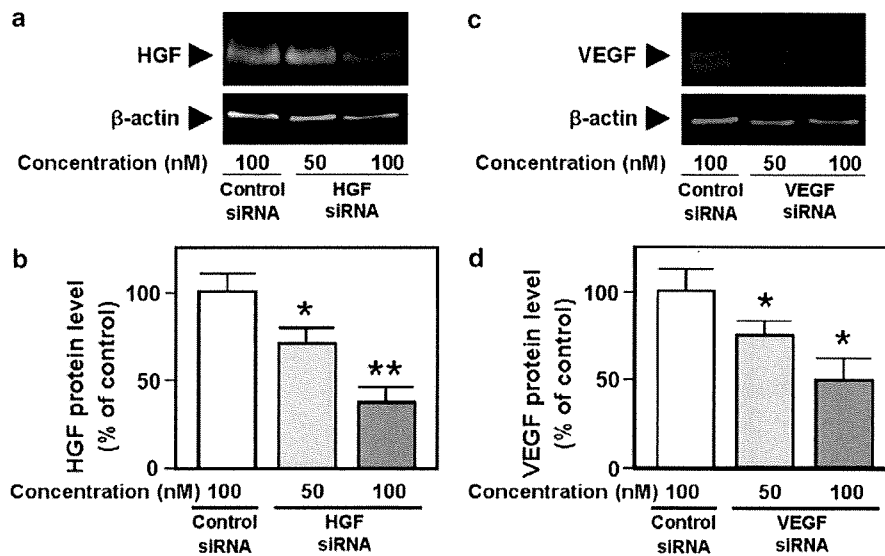 a
HGF
β-actin
Concentration (nM) 100 50 100
Control siRNA
HGF siRNA
c
VEGF
β-actin
Concentration (nM) 100 50 100
Control siRNA
VEGF siRNA
b
HGF protein level
(% of control)
100
50
0
*
**
Concentration (nM) 100 50 100
Control siRNA
HGF siRNA
d
VEGF protein level
(% of control)
100
50
0
*
*
Concentration (nM) 100 50 100
Control siRNA
VEGF siRNA